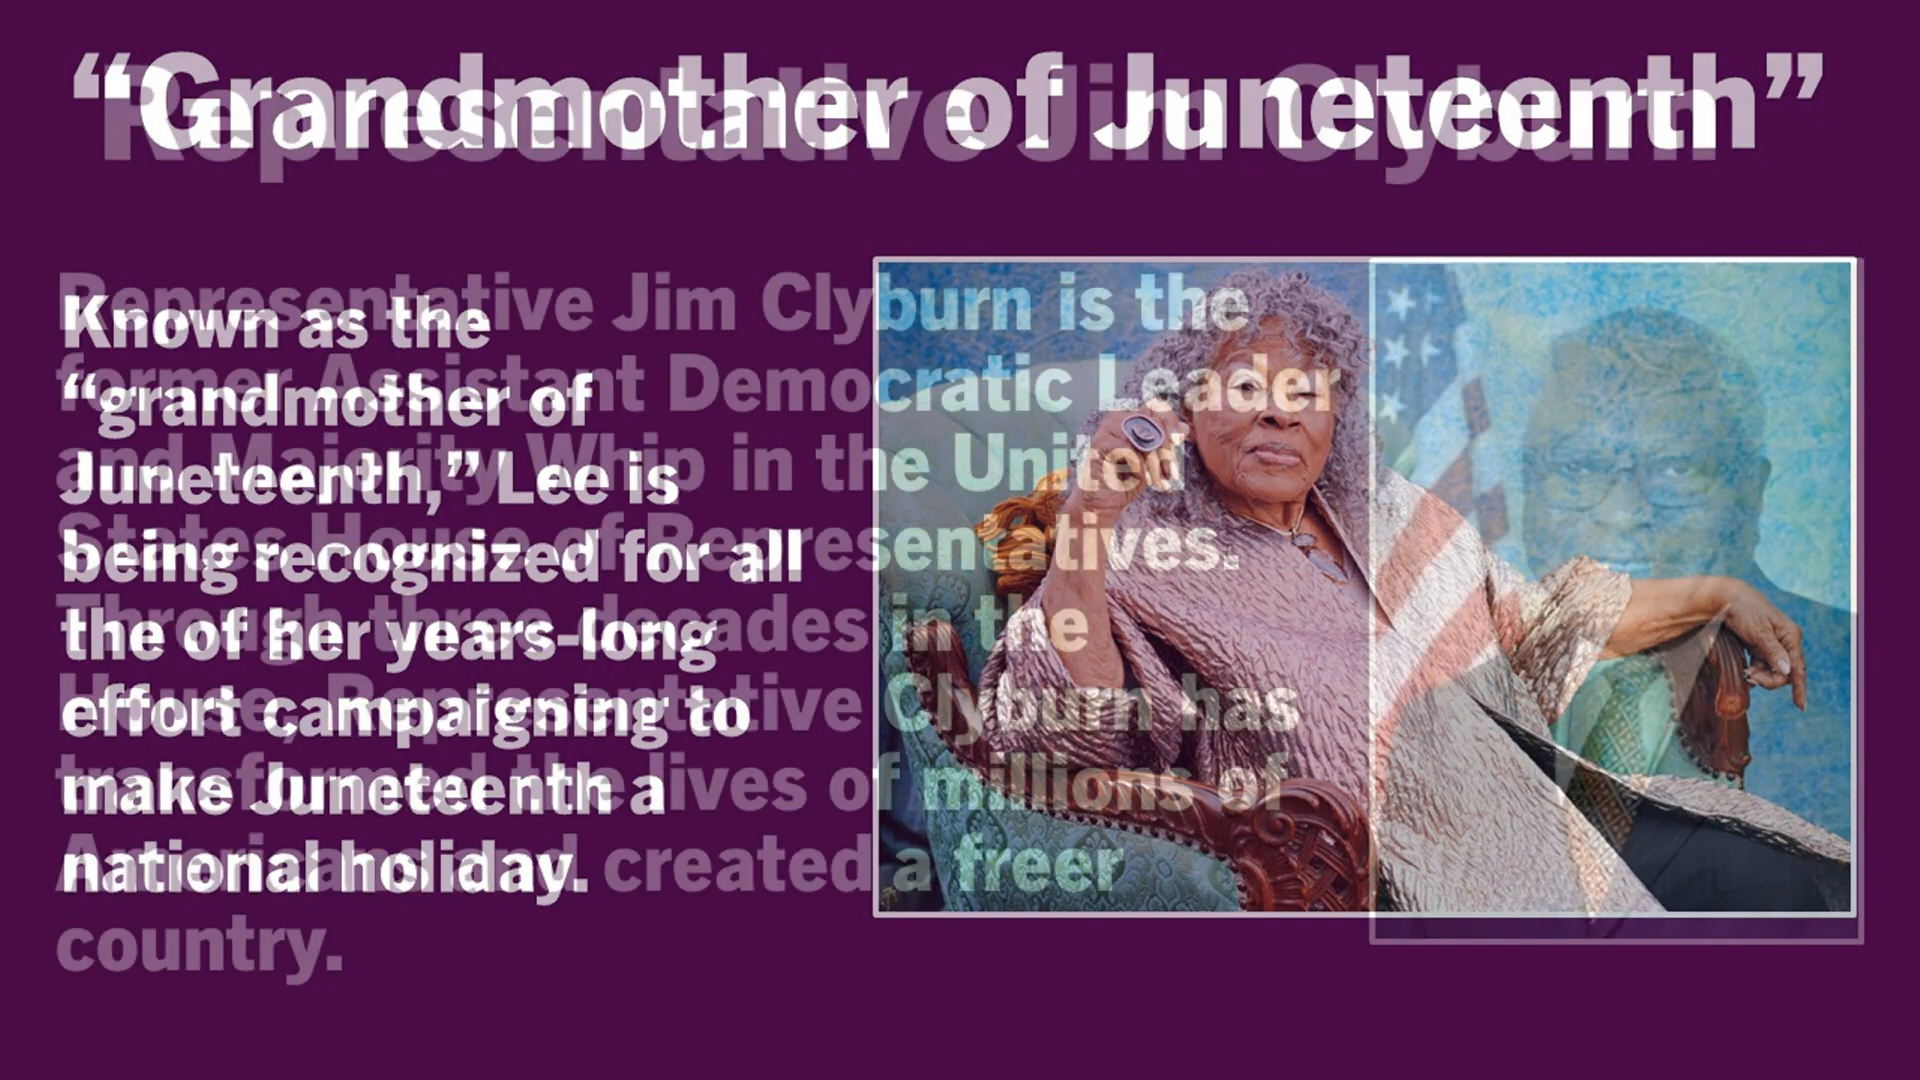 “Grandmother of Juneteenth”
Representative Jim Clyburn
Known as the
“grandmother of
Juneteenth,” Lee is
being recognized for all
the of her years-long
effort campaigning to
make Juneteenth a
national holiday.
Representative Jim Clyburn is the
former Assistant Democratic Leader
and Majority Whip in the United
States House of Representatives.
Through three decades in the
House, Representative Clyburn has
transformed the lives of millions of
Americans and created a freer
country.